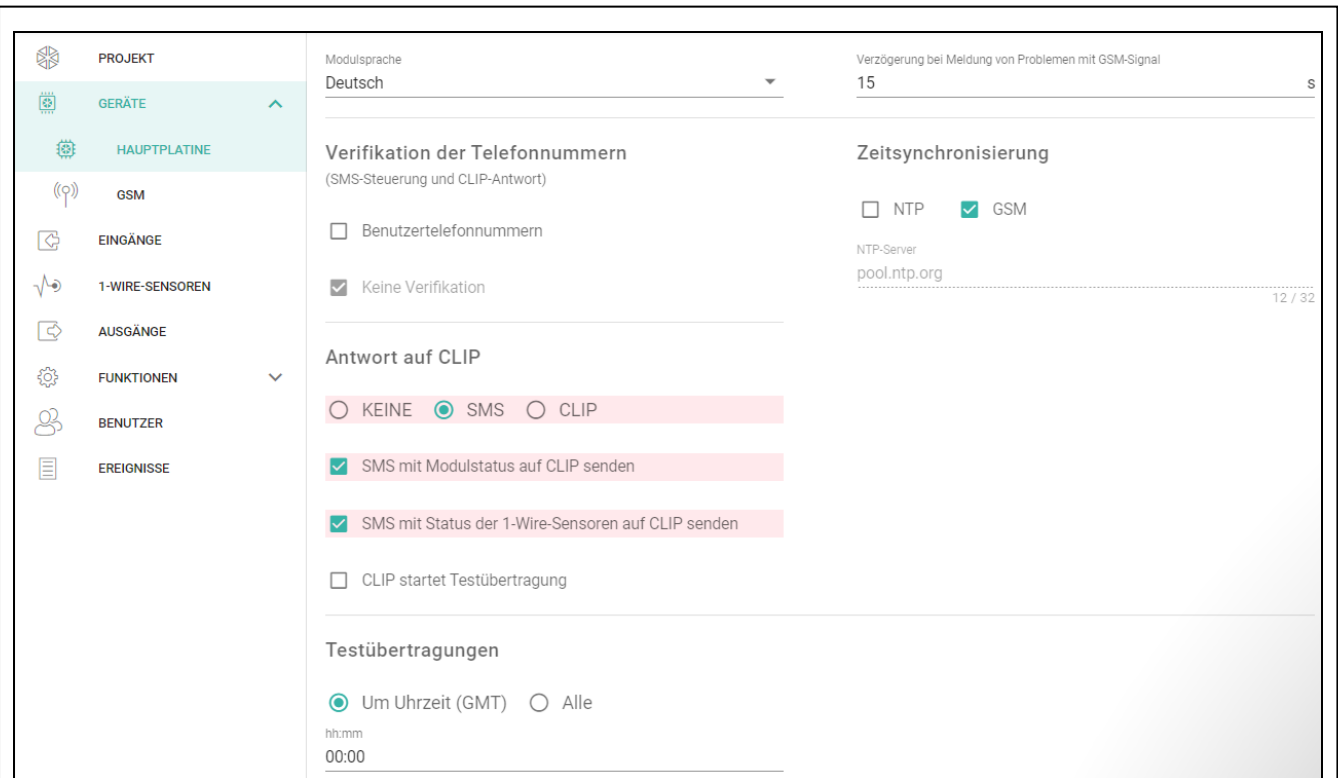 PROJEKT
GERÄTE
HAUPTPLATINE
GSM
EINGÄNGE
1-WIRE-SENSOREN
AUSGÄNGE
FUNKTIONEN
BENUTZER
EREIGNISSE
Modulsprache
Deutsch
Verzögerung bei Meldung von Problemen mit GSM-Signal
15 s
Verifikation der Telefonnummern
(SMS-Steuerung und CLIP-Antwort)
Benutzertelefonnummern
Keine Verifikation
Zeitsynchronisierung
NTP GSM
NTP-Server
pool.ntp.org
12 / 32
Antwort auf CLIP
KEINE SMS CLIP
SMS mit Modulstatus auf CLIP senden
SMS mit Status der 1-Wire-Sensoren auf CLIP senden
CLIP startet Testübertragung
Testübertragungen
Um Uhrzeit (GMT) Alle
hh:mm
00:00